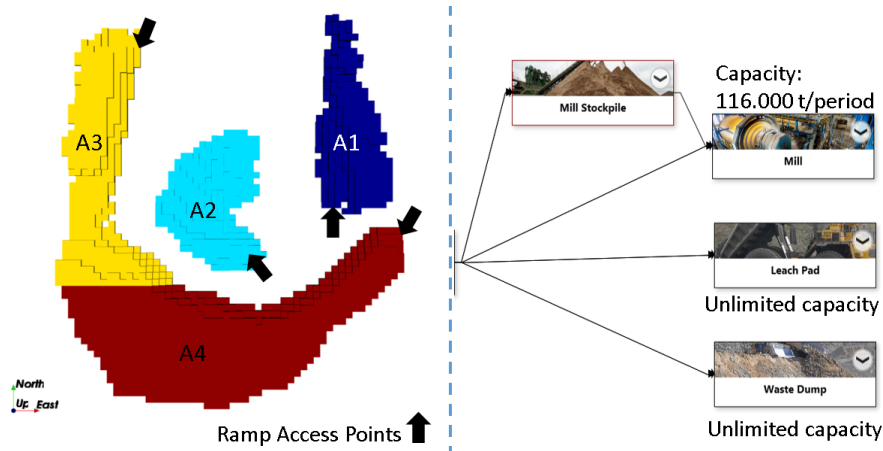 A3
A1
A2
A4
North
Up East
Ramp Access Points
Mill Stockpile
Capacity:
116.000 t/period
Mill
Leach Pad
Unlimited capacity
Waste Dump
Unlimited capacity